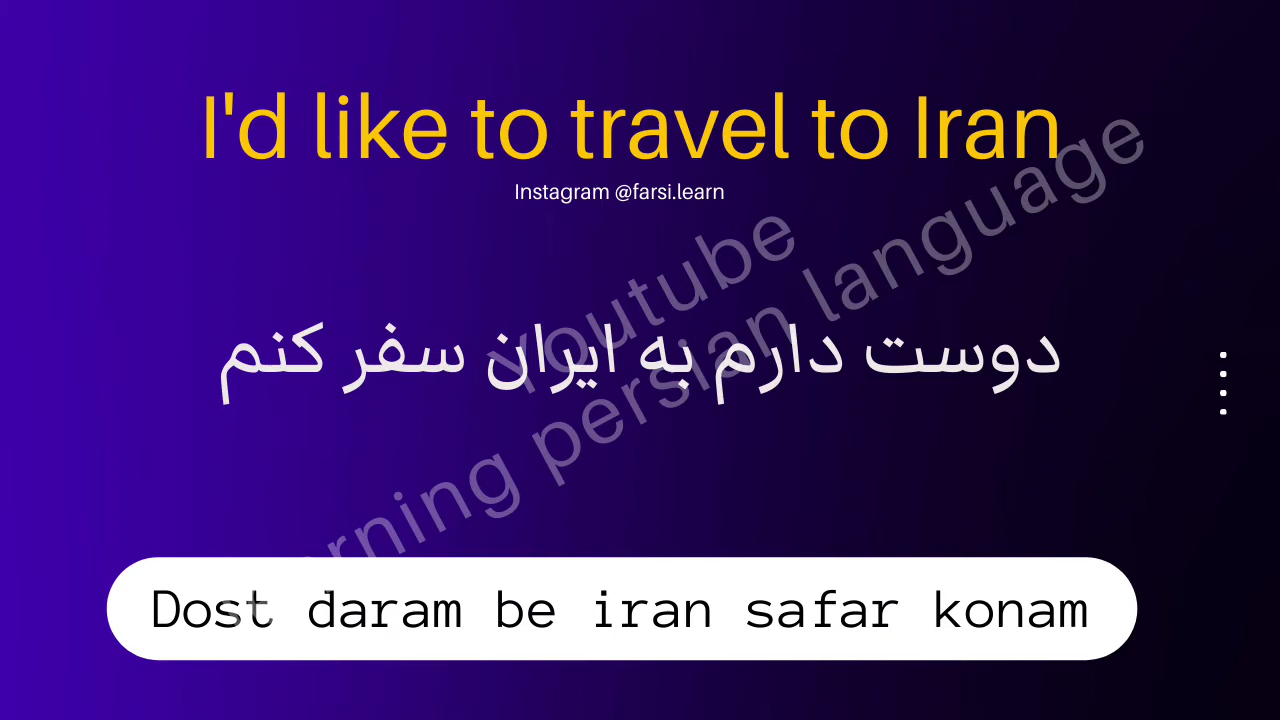 I'd like to travel to Iran
Instagram @farsi.learn
Youtube
persian language
دوست دارم به ایران سفر کنم
Dost daram be iran safar konam